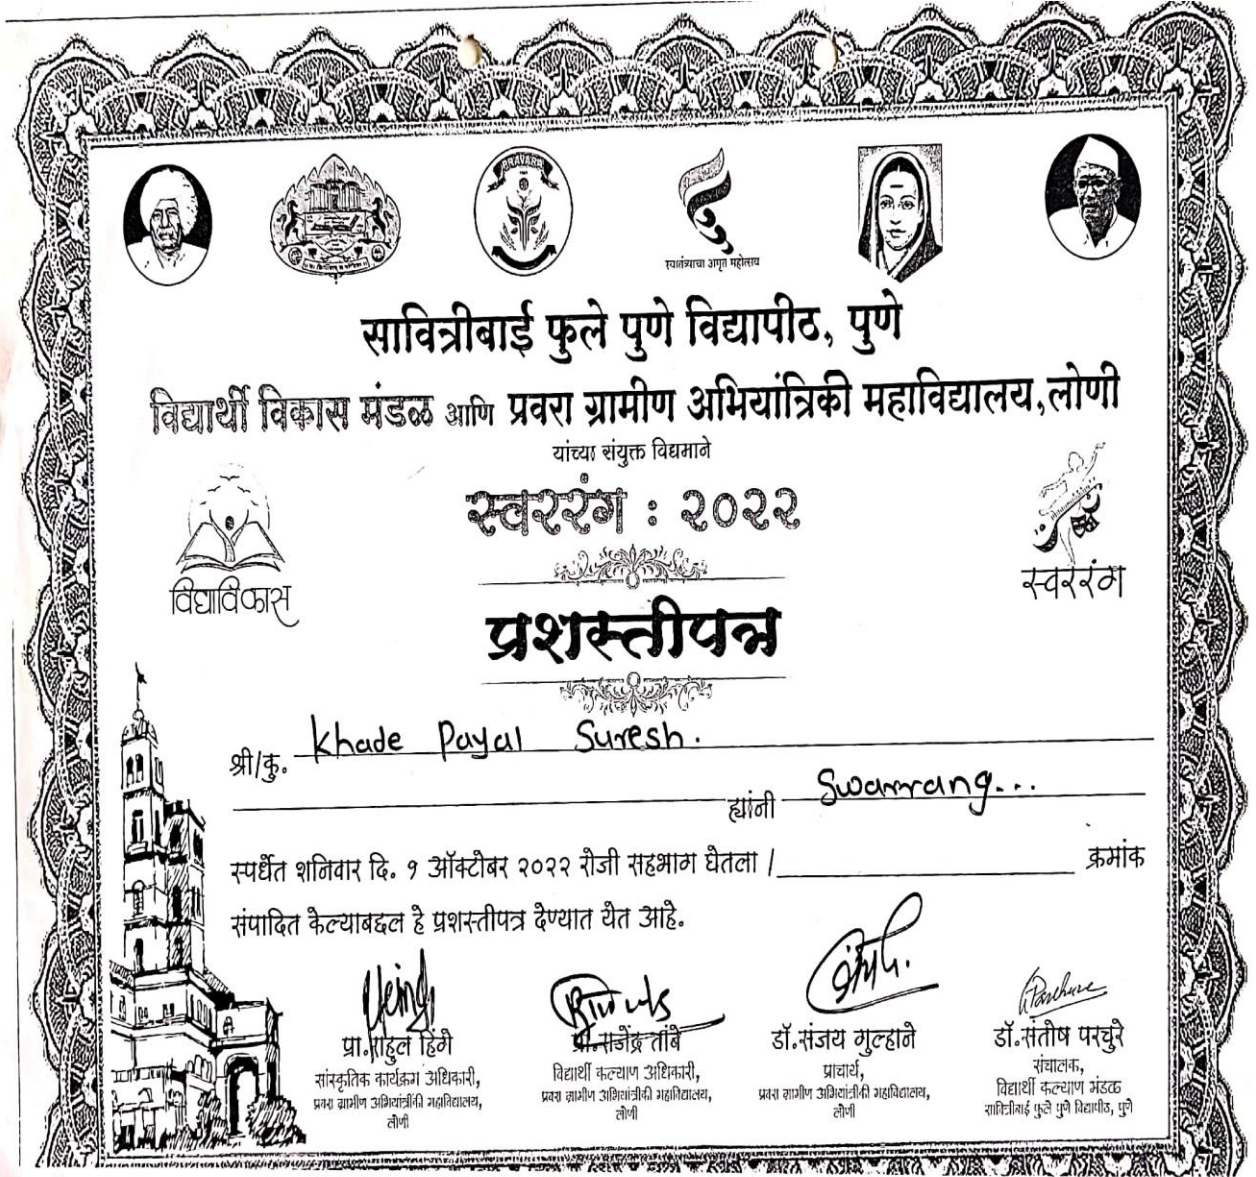 PRAVARA
स्वातंत्र्याचा अमृत महोत्सव
सावित्रीबाई फुले पुणे विद्यापीठ, पुणे
विद्यार्थी विकास मंडळ आणि प्रवरा ग्रामीण अभियांत्रिकी महाविद्यालय, लोणी
यांच्या संयुक्त विद्यमाने
स्वररंग : २०२२
विद्याविकास
स्वररंग
प्रशस्तीपत्र
श्री/कु. Khade Payal Suresh.
ह्यांनी Swarrang...
स्पर्धेत शनिवार दि. १ ऑक्टोबर २०२२ रोजी सहभाग घेतला / क्रमांक
संपादित केल्याबद्दल हे प्रशस्तीपत्र देण्यात येत आहे.
प्रा.राहुल हिंगे
सांस्कृतिक कार्यक्रम अधिकारी,
प्रवरा ग्रामीण अभियांत्रीकी महाविद्यालय,
लोणी
प्रा.राजेंद्र तांबे
विद्यार्थी कल्याण अधिकारी,
प्रवरा ग्रामीण अभियांत्रीकी महाविद्यालय,
लोणी
डॉ.संजय गुल्हाने
प्राचार्य,
प्रवरा ग्रामीण अभियांत्रीकी महाविद्यालय,
लोणी
डॉ.संतोष परचुरे
संचालक,
विद्यार्थी कल्याण मंडळ
सावित्रीबाई फुले पुणे विद्यापीठ, पुणे